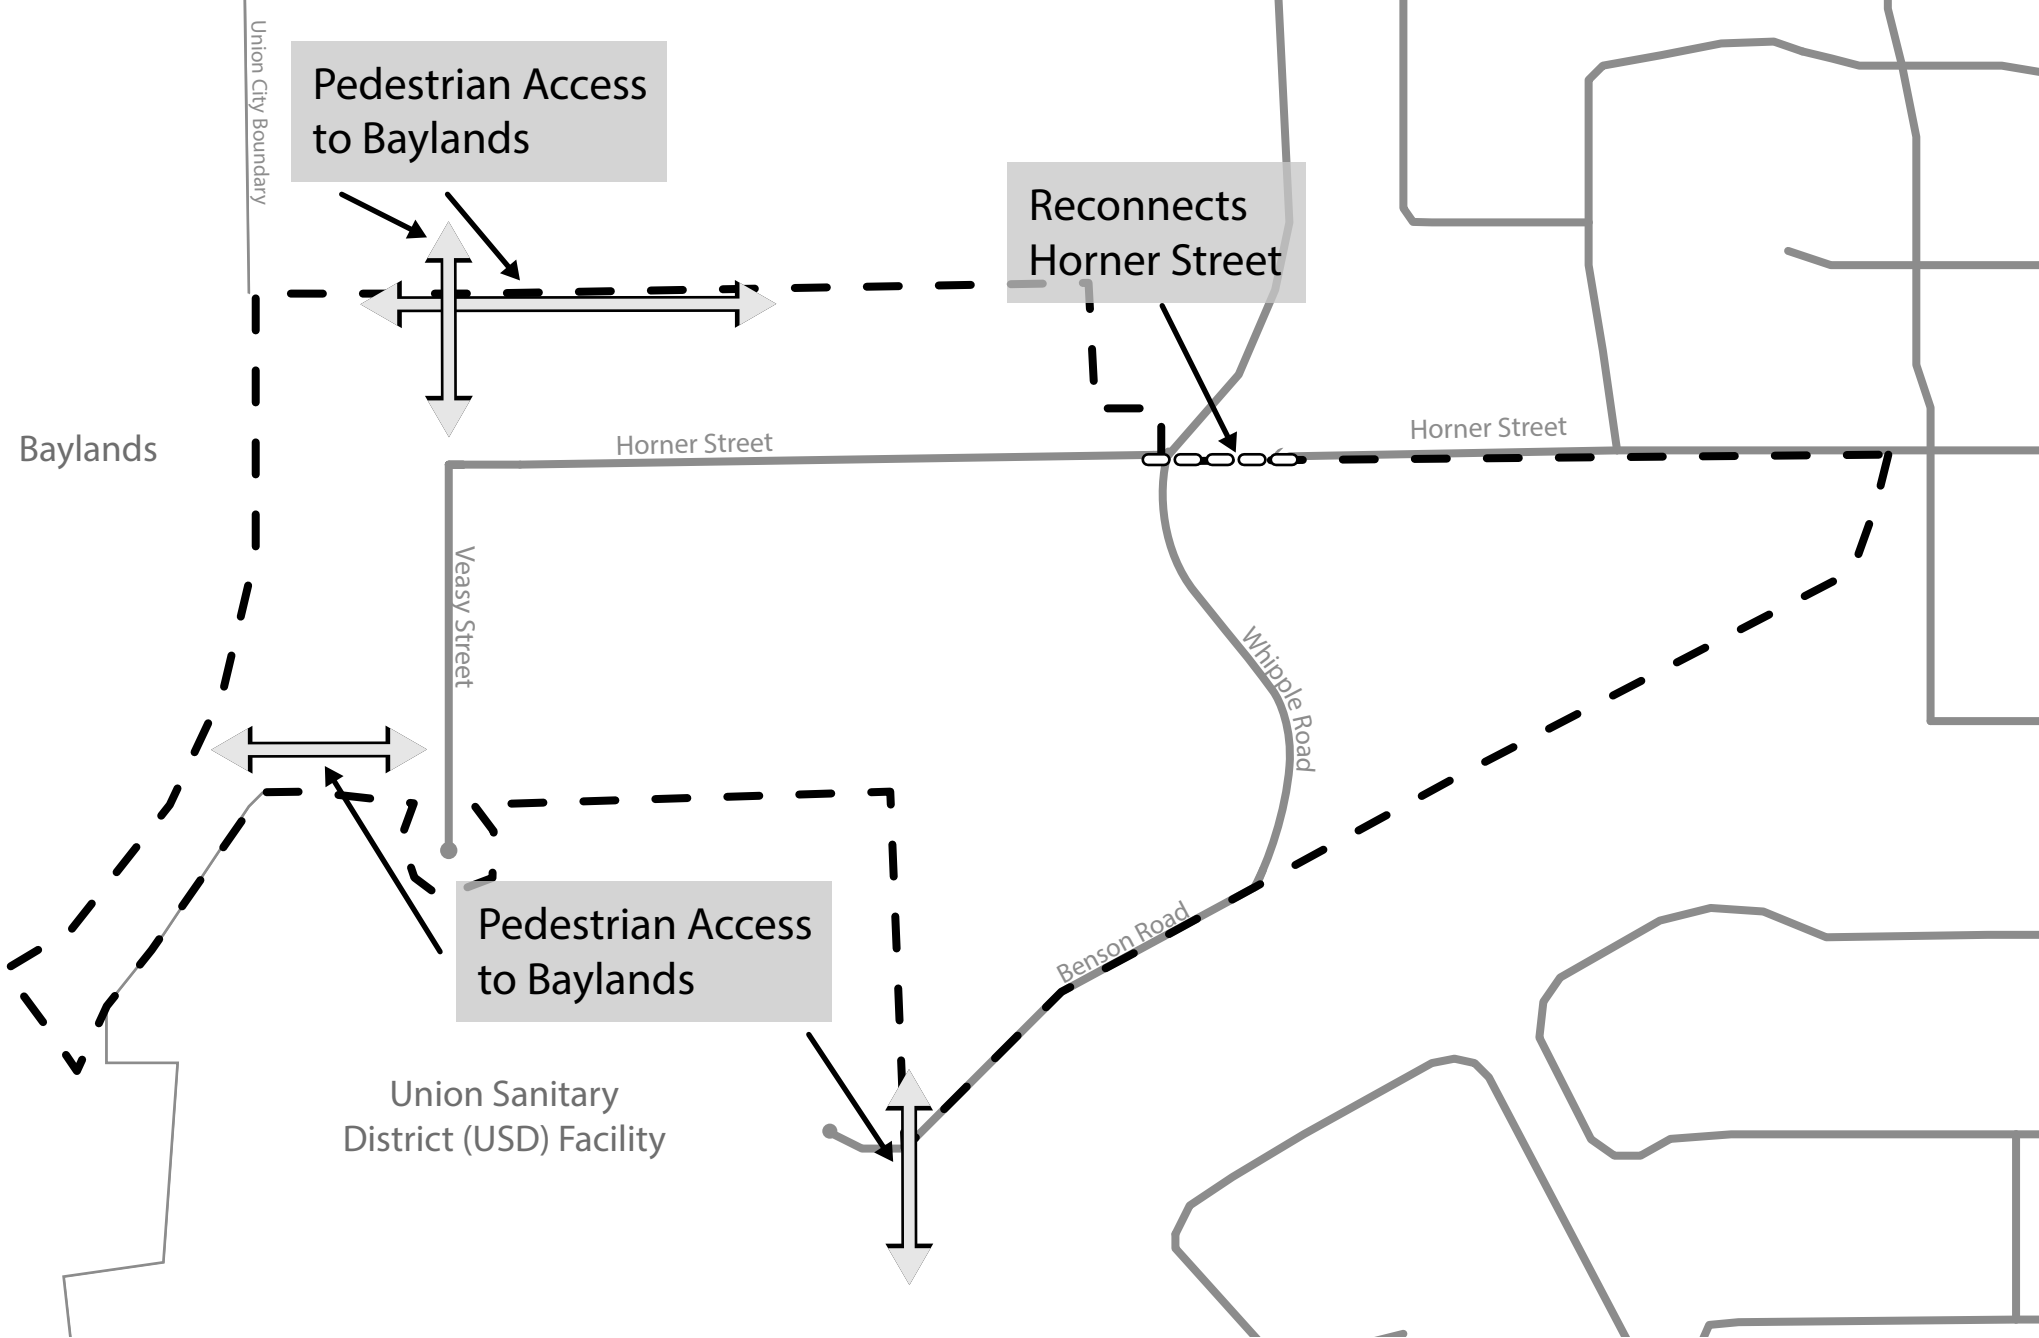 Union City Boundary
Pedestrian Access
to Baylands
Reconnects
Horner Street
Baylands
Horner Street
Horner Street
Veasy Street
Whipple Road
Pedestrian Access
to Baylands
Benson Road
Union Sanitary
District (USD) Facility